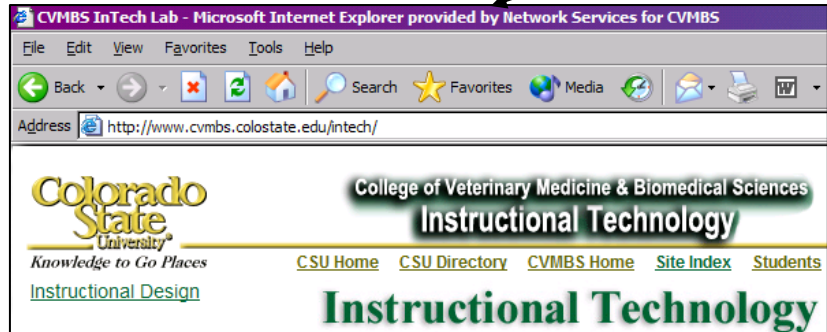 CVMBS InTech Lab - Microsoft Internet Explorer provided by Network Services for CVMBS
File Edit View Favorites Tools Help
Back Search Favorites Media W
Address http://www.cvmbs.colostate.edu/intech/
Colorado
State
University
Knowledge to Go Places
College of Veterinary Medicine & Biomedical Sciences
Instructional Technology
CSU Home CSU Directory CVMBS Home Site Index Students
Instructional Design
Instructional Technology